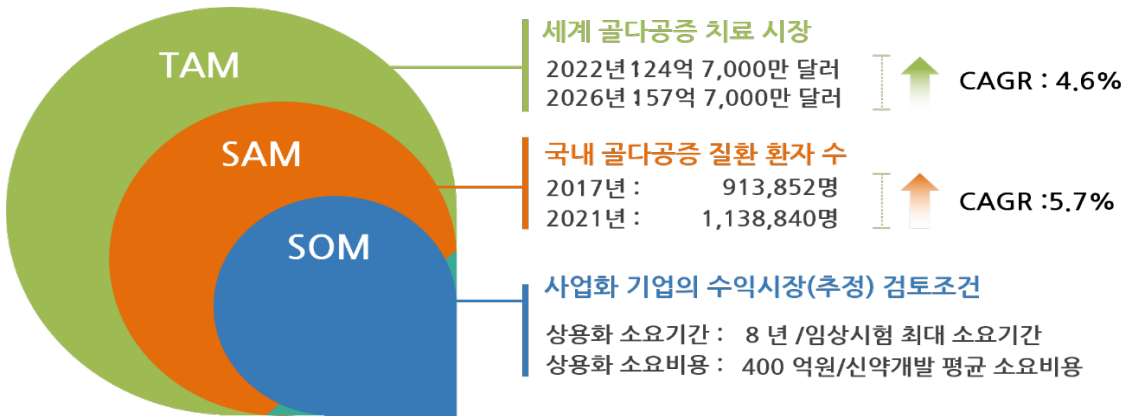 TAM
SAM
SOM
세계 골다공증 치료 시장
2022년 :124억 7,000만 달러
2026년 :157억 7,000만 달러
CAGR : 4.6%
국내 골다공증 질환 환자 수
2017년 : 913,852명
2021년 : 1,138,840명
CAGR :5.7%
사업화 기업의 수익시장(추정) 검토조건
상용화 소요기간 : 8 년 /임상시험 최대 소요기간
상용화 소요비용 : 400 억원/신약개발 평균 소요비용